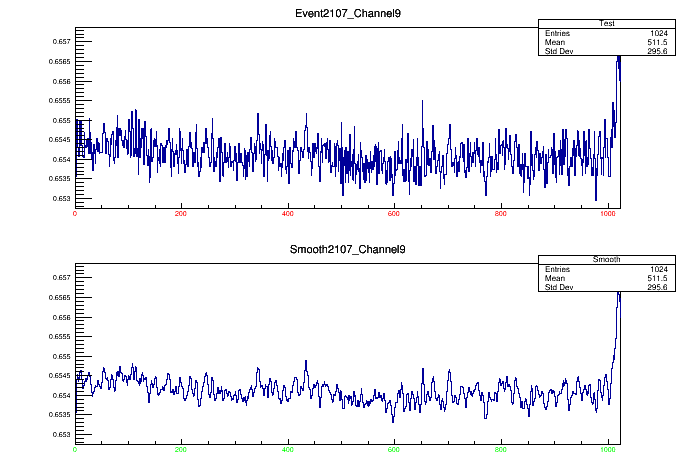 Event2107_Channel9
Test
Entries 1024
Mean 511.5
Std Dev 295.6
0.657
0.6565
0.656
0.6555
0.655
0.6545
0.654
0.6535
0.653
0 200 400 600 800 1000
Smooth2107_Channel9
Smooth
Entries 1024
Mean 511.5
Std Dev 295.6
0.657
0.6565
0.656
0.6555
0.655
0.6545
0.654
0.6535
0.653
0 200 400 600 800 1000